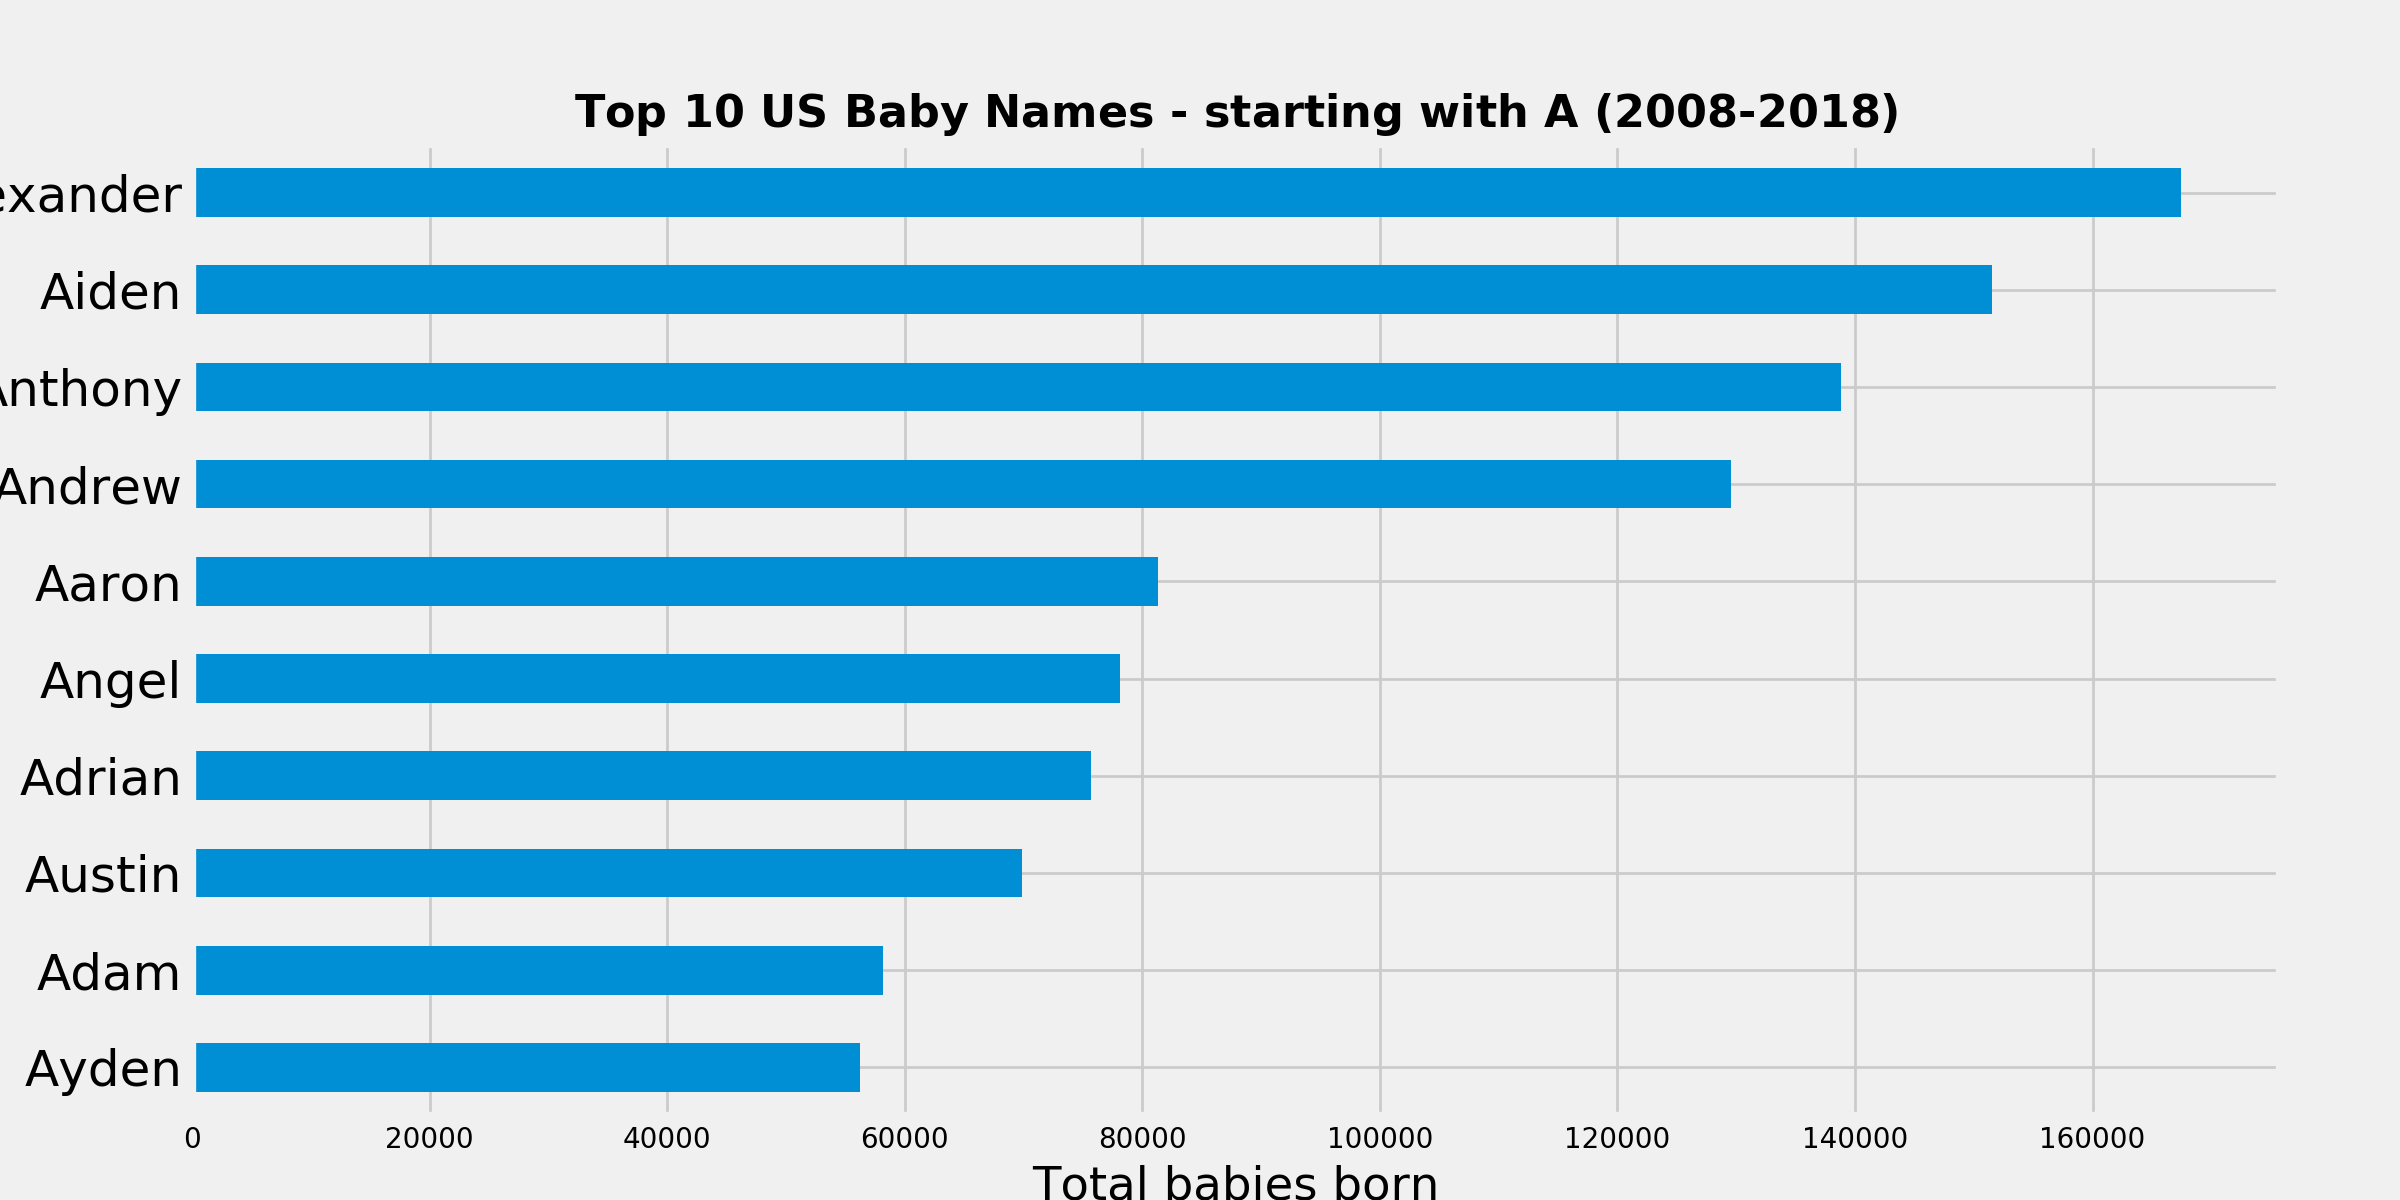 Top 10 US Baby Names - starting with A (2008-2018)
exander
Aiden
Anthony
Andrew
Aaron
Angel
Adrian
Austin
Adam
Ayden
0 20000 40000 60000 80000 100000 120000 140000 160000
Total babies born